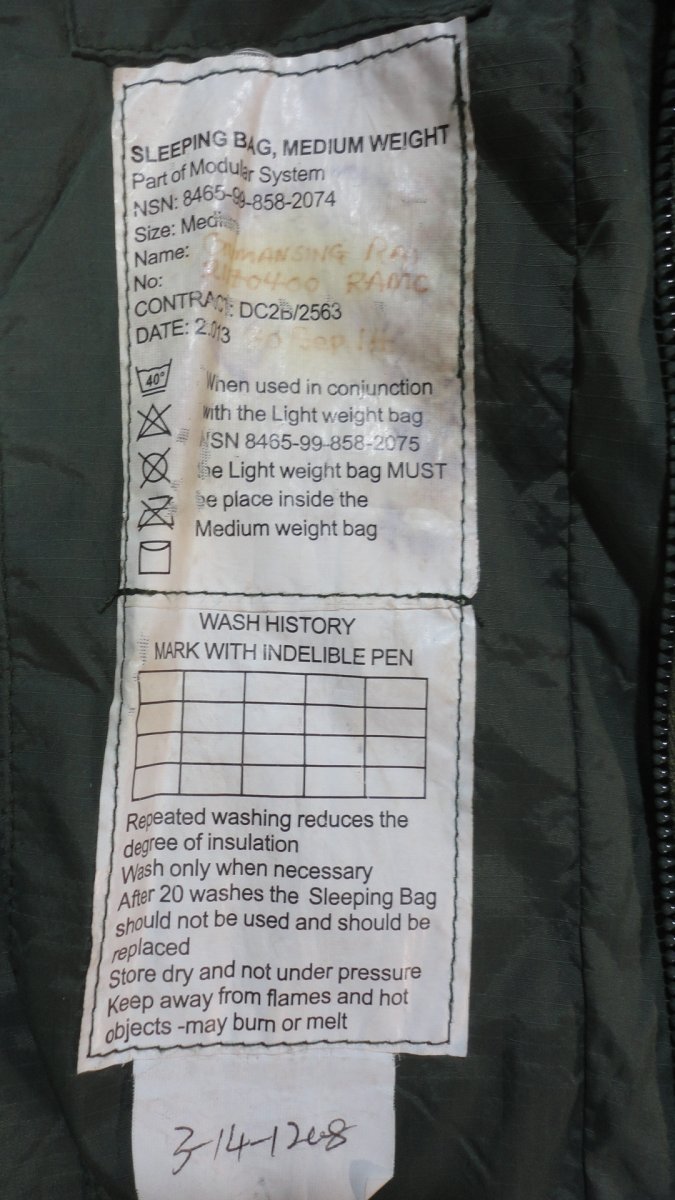 SLEEPING BAG, MEDIUM WEIGHT
Part of Modular System
NSN: 8465-99-858-2074
Size: Medium
Name: RAI
No: RAMC
CONTRACT: DC2B/2563
DATE: 2013
40°
When used in conjunction
with the Light weight bag
NSN 8465-99-858-2075
the Light weight bag MUST
be place inside the
Medium weight bag
WASH HISTORY
MARK WITH INDELIBLE PEN
Repeated washing reduces the
degree of insulation
Wash only when necessary
After 20 washes the Sleeping Bag
should not be used and should be
replaced
Store dry and not under pressure
Keep away from flames and hot
objects -may burn or melt
3-14-1268